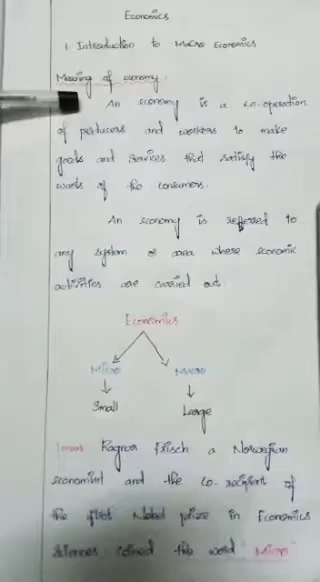 Economics
1. Introduction to Macro Economics
Meaning of economy.
An economy is a co-operation
of producers and workers to make
goods and services that satisfy the
wants of the consumers.
An economy is referred to
any system or area where economic
activities are carried out
Economics
Micro Macro
Small Large
Ragnar Frisch a Norwegian
economist and the co-recipient of
the first Nobel prize in Economics
Sciences coined the word "Micro